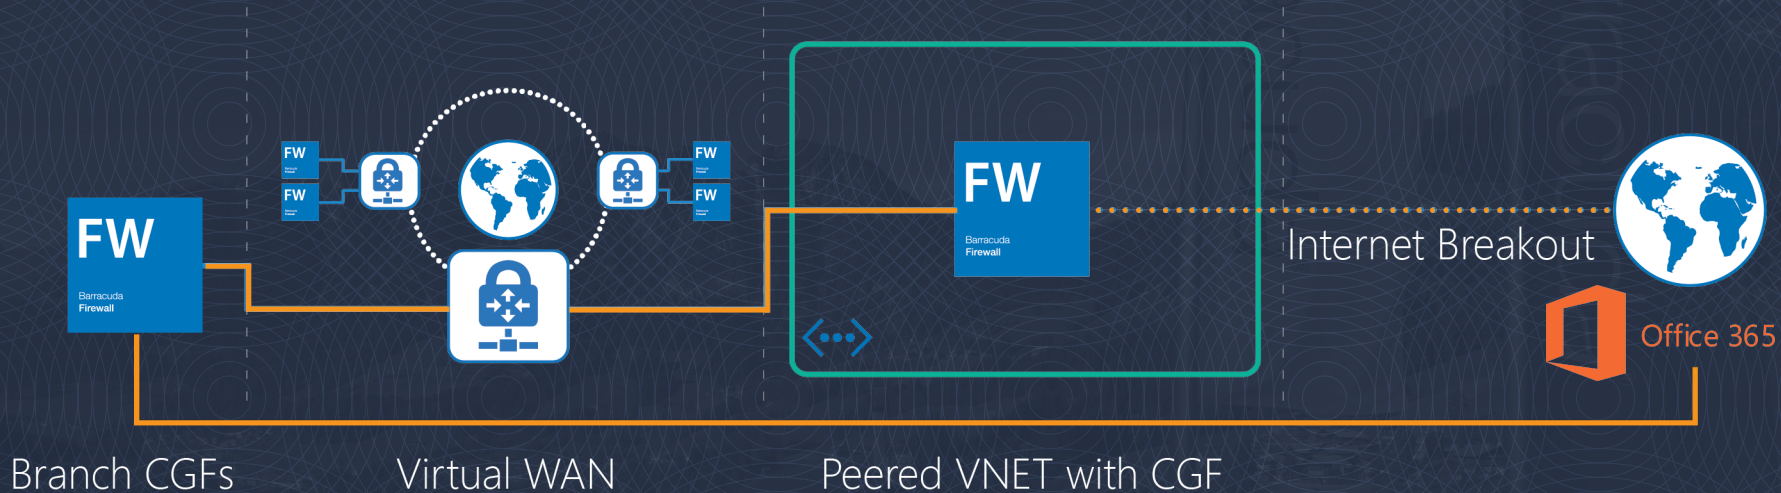 FW
Barracuda
Firewall
FW
FW
FW
FW
FW
Barracuda
Firewall
Internet Breakout
Office 365
Branch CGFs
Virtual WAN
Peered VNET with CGF